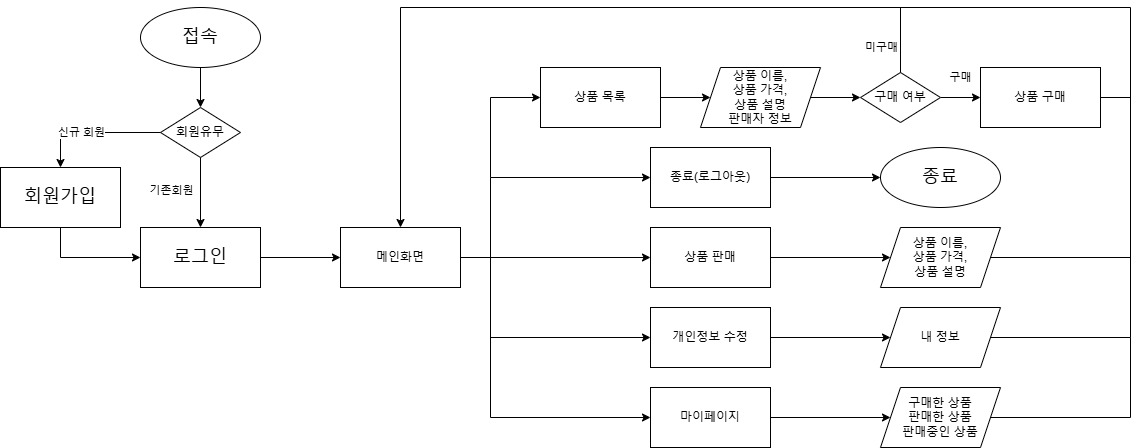 접속
회원유무
신규 회원
기존회원
회원가입
로그인
메인화면
상품 목록
상품 이름,
상품 가격,
상품 설명
판매자 정보
구매 여부
미구매
구매
상품 구매
종료(로그아웃)
종료
상품 판매
상품 이름,
상품 가격,
상품 설명
개인정보 수정
내 정보
마이페이지
구매한 상품
판매한 상품
판매중인 상품